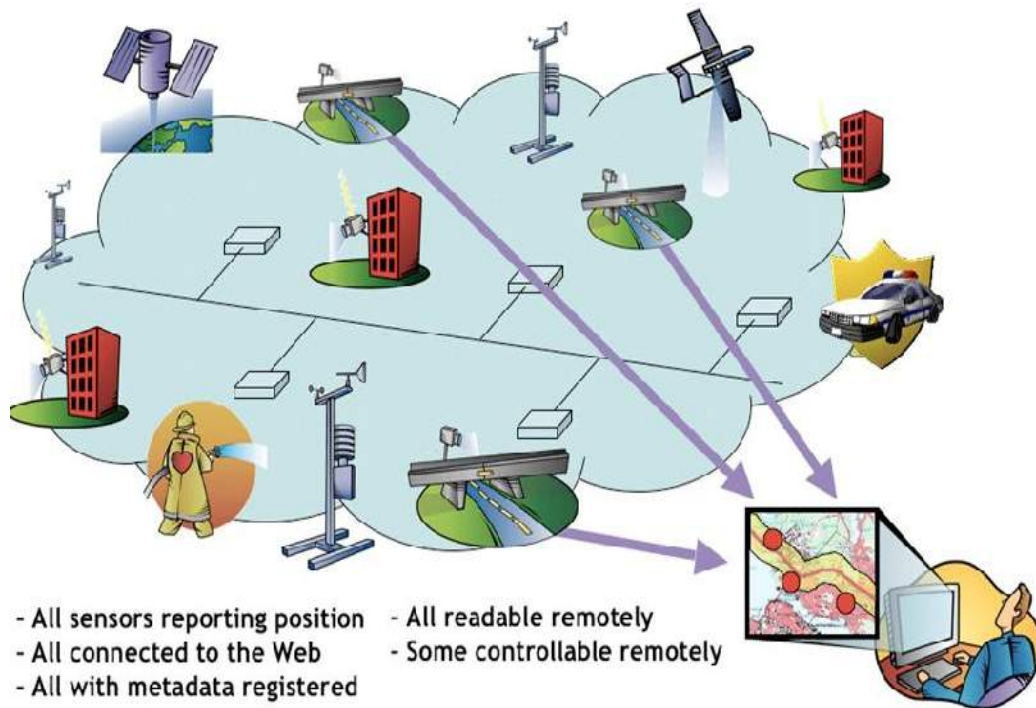 - All sensors reporting position
- All connected to the Web
- All with metadata registered
- All readable remotely
- Some controllable remotely